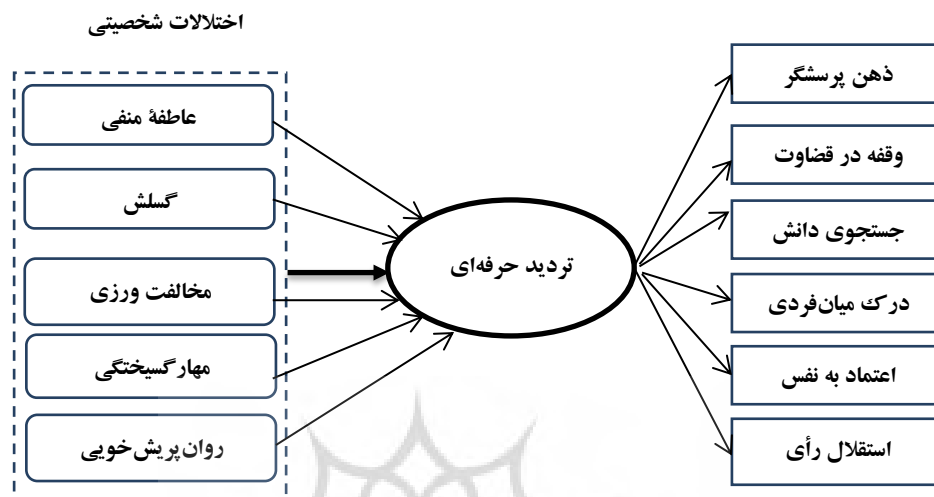 اختلالات شخصیتی
ذهن پرسشگر
عاطفهٔ منفی
وقفه در قضاوت
گسلش
جستجوی دانش
تردید حرفه‌ای
مخالفت ورزی
درک میان‌فردی
مهارگسیختگی
اعتماد به نفس
روان‌پریش‌خویی
استقلال رأی